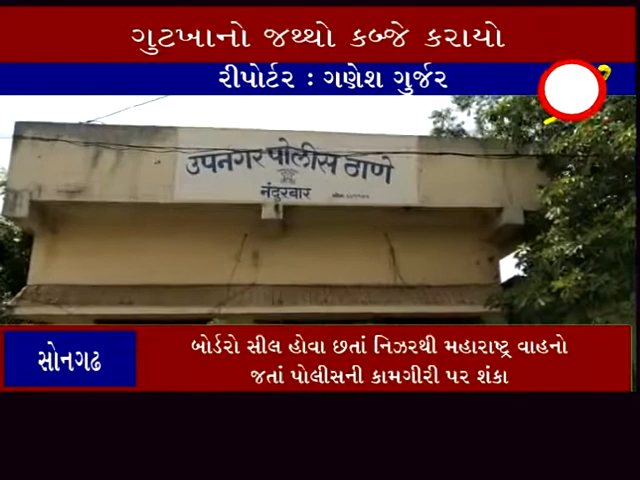 ગુટખાનો જથ્થો કબ્જે કરાયો
રીપોર્ટર : ગણેશ ગુર્જર
उपनगर पोलीस ठाणे
नंदुरबार
સોનગઢ
બોર્ડરો સીલ હોવા છતાં નિઝરથી મહારાષ્ટ્ર વાહનો
જતાં પોલીસની કામગીરી પર શંકા